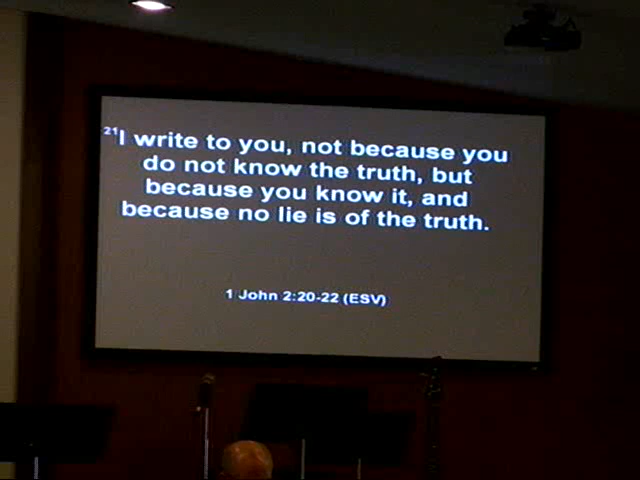 21I write to you, not because you
do not know the truth, but
because you know it, and
because no lie is of the truth.
1 John 2:20-22 (ESV)